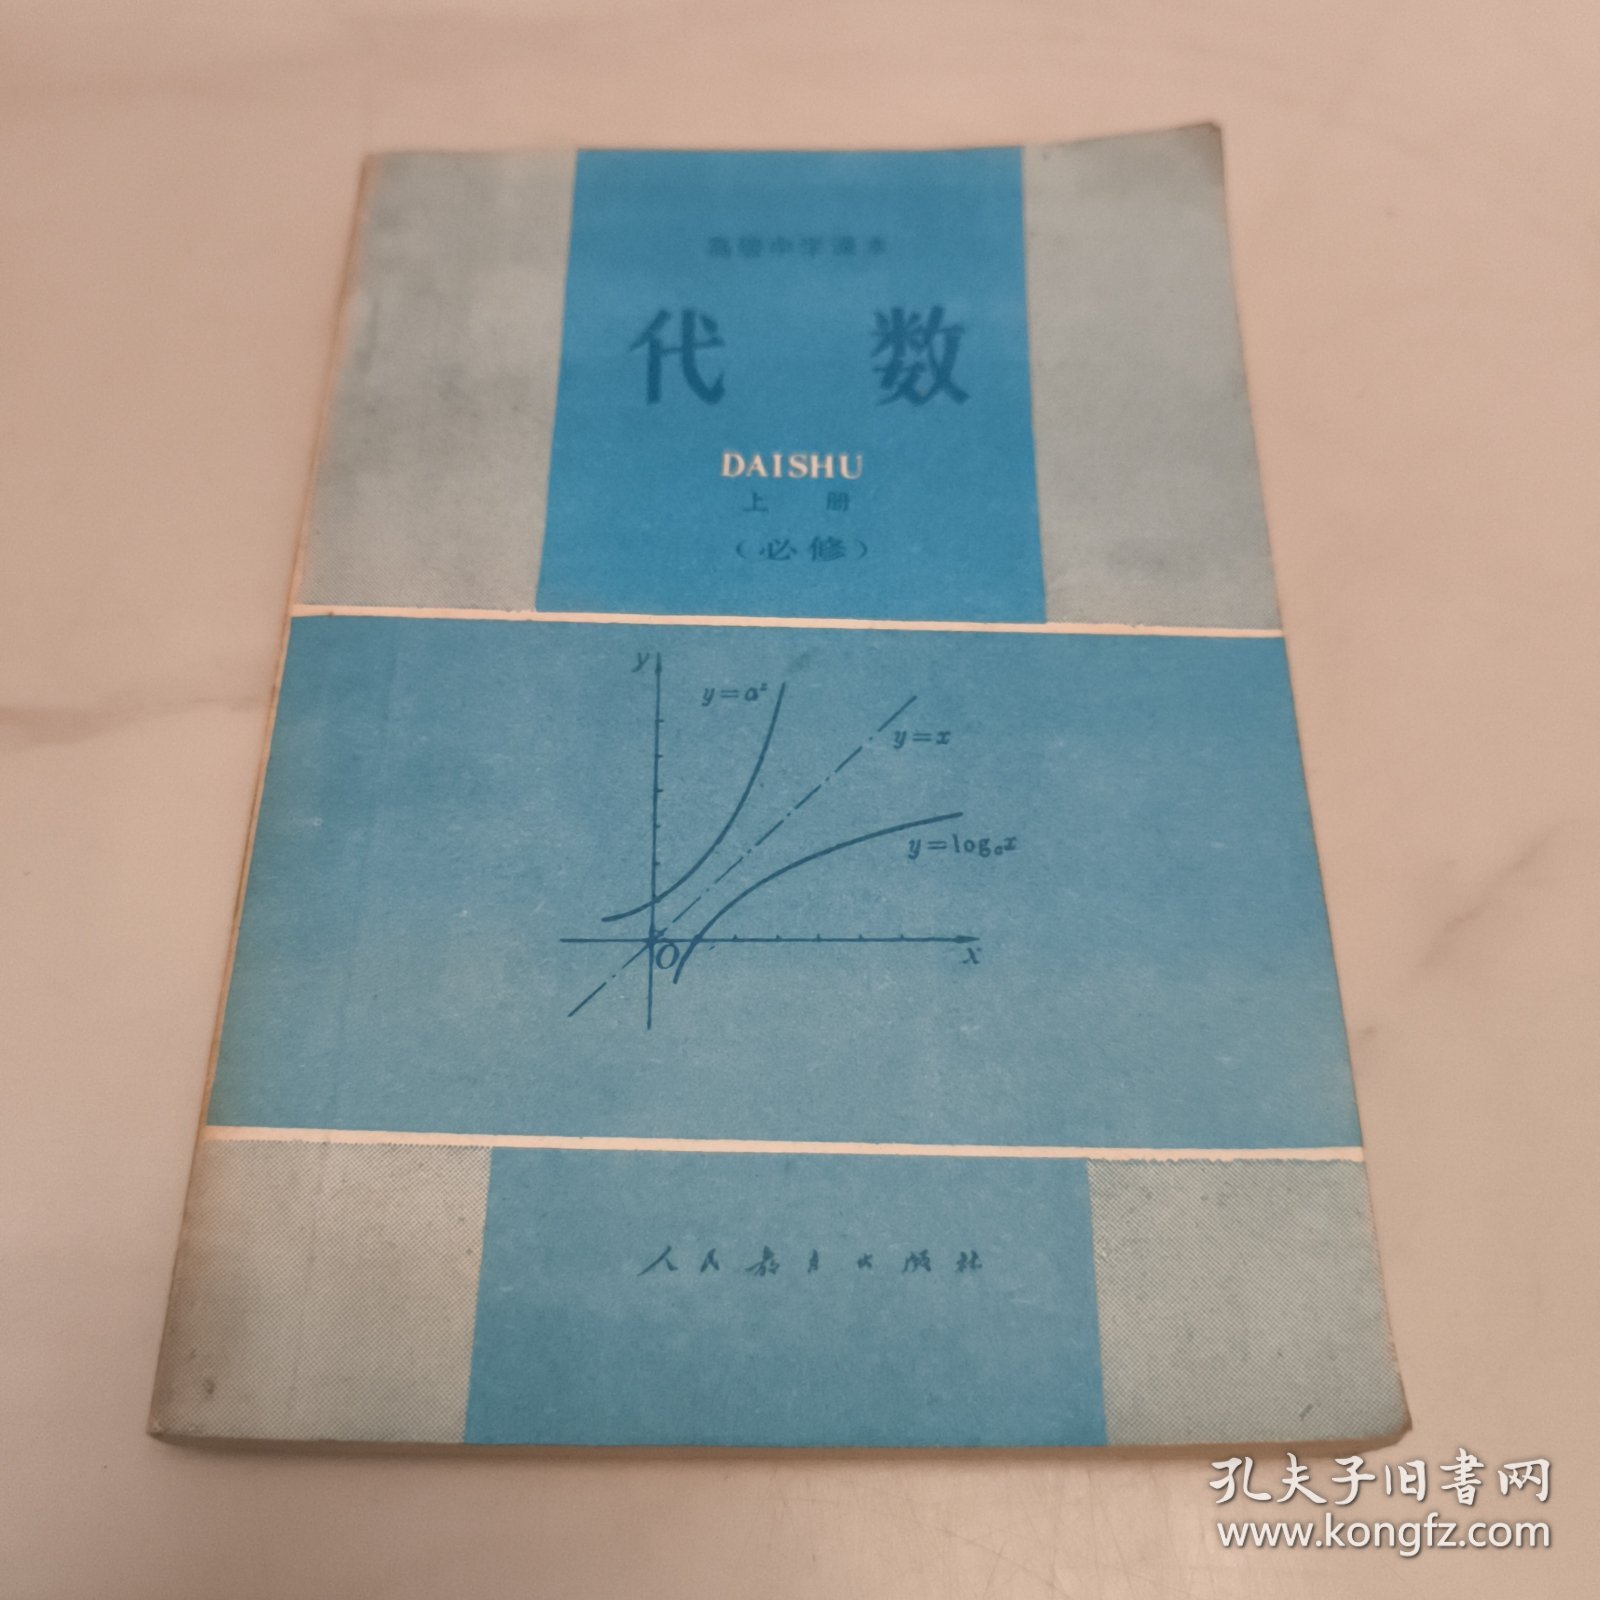 高级中学课本
代 数
DAISHU
上 册
（必修）
y
y=aˣ
y=x
y=logₐx
O
x
人民教育出版社
孔夫子旧书网
www.kongfz.com